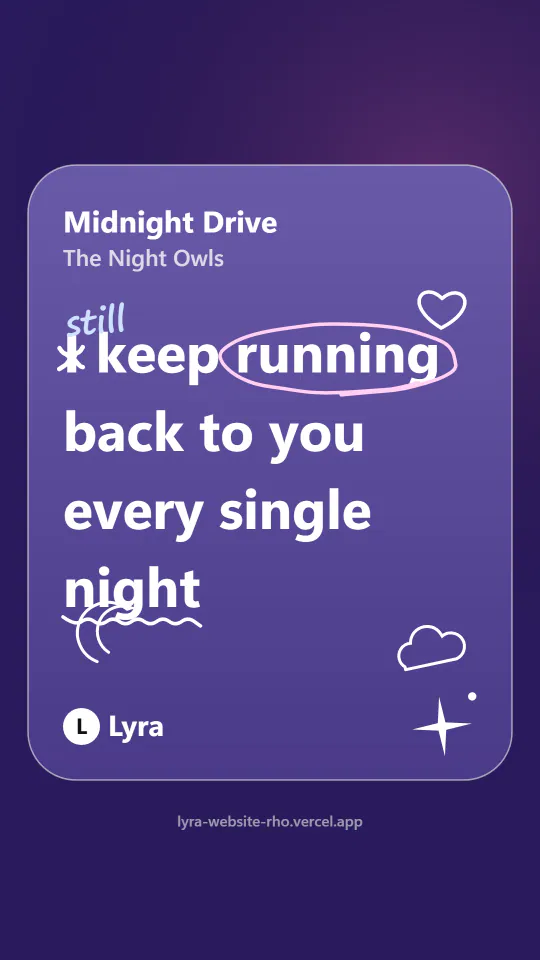 Midnight Drive
The Night Owls
still
I keep running
back to you
every single
night
L Lyra
lyra-website-rho.vercel.app